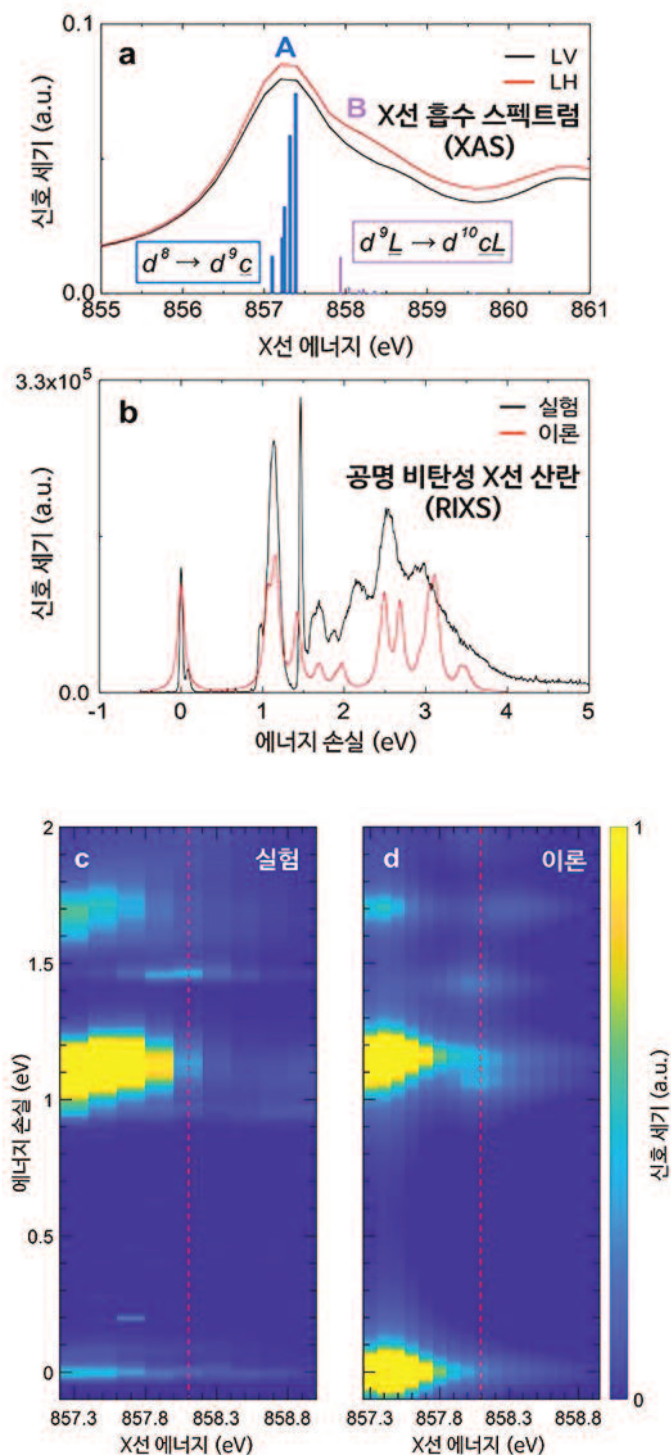 0.1
a
A
LV
LH
B
X선 흡수 스펙트럼
(XAS)
신호 세기 (a.u.)
d⁸ → d⁹c̲
d⁹L̲ → d¹⁰c̲L̲
0.0
855 856 857 858 859 860 861
X선 에너지 (eV)
3.3x10⁵
b
실험
이론
공명 비탄성 X선 산란
(RIXS)
신호 세기 (a.u.)
0.0
-1 0 1 2 3 4 5
에너지 손실 (eV)
2
c 실험
d 이론
1
1.5
에너지 손실 (eV)
1
신호 세기 (a.u.)
0.5
0
0
857.3 857.8 858.3 858.8
857.3 857.8 858.3 858.8
X선 에너지 (eV)
X선 에너지 (eV)